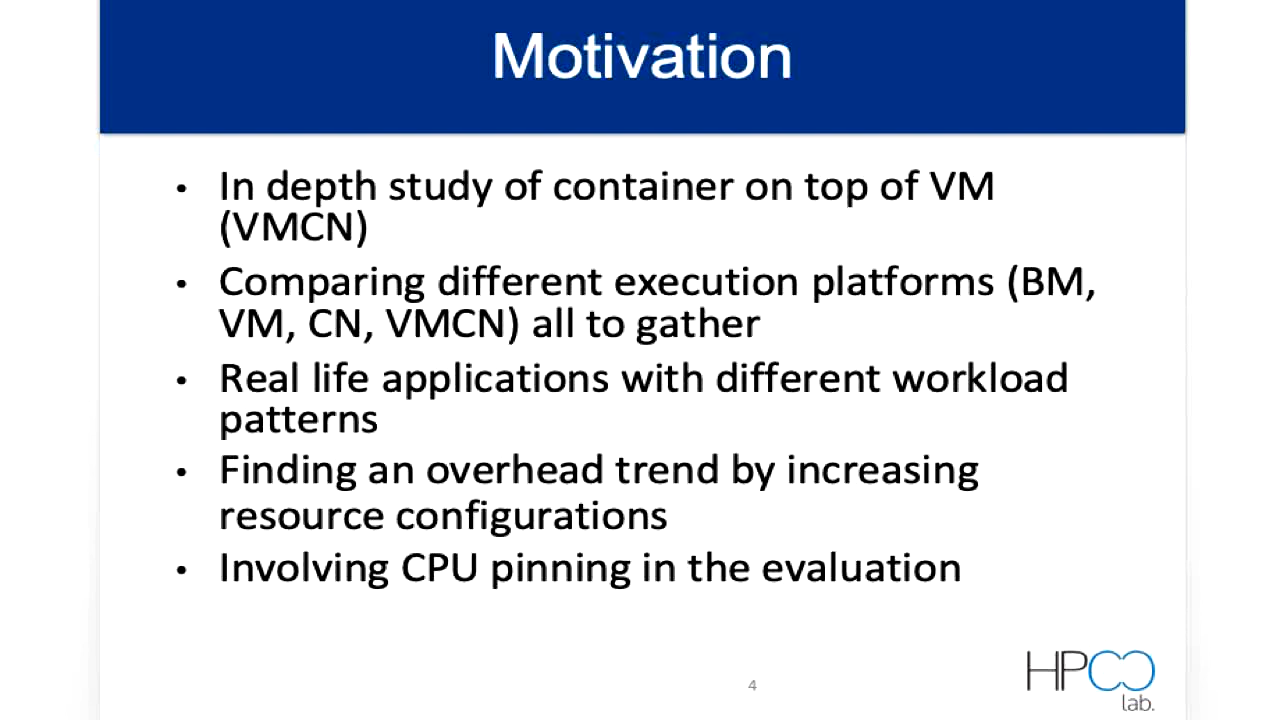 Motivation
• In depth study of container on top of VM
(VMCN)
• Comparing different execution platforms (BM,
VM, CN, VMCN) all to gather
• Real life applications with different workload
patterns
• Finding an overhead trend by increasing
resource configurations
• Involving CPU pinning in the evaluation
4
HPCC
lab.